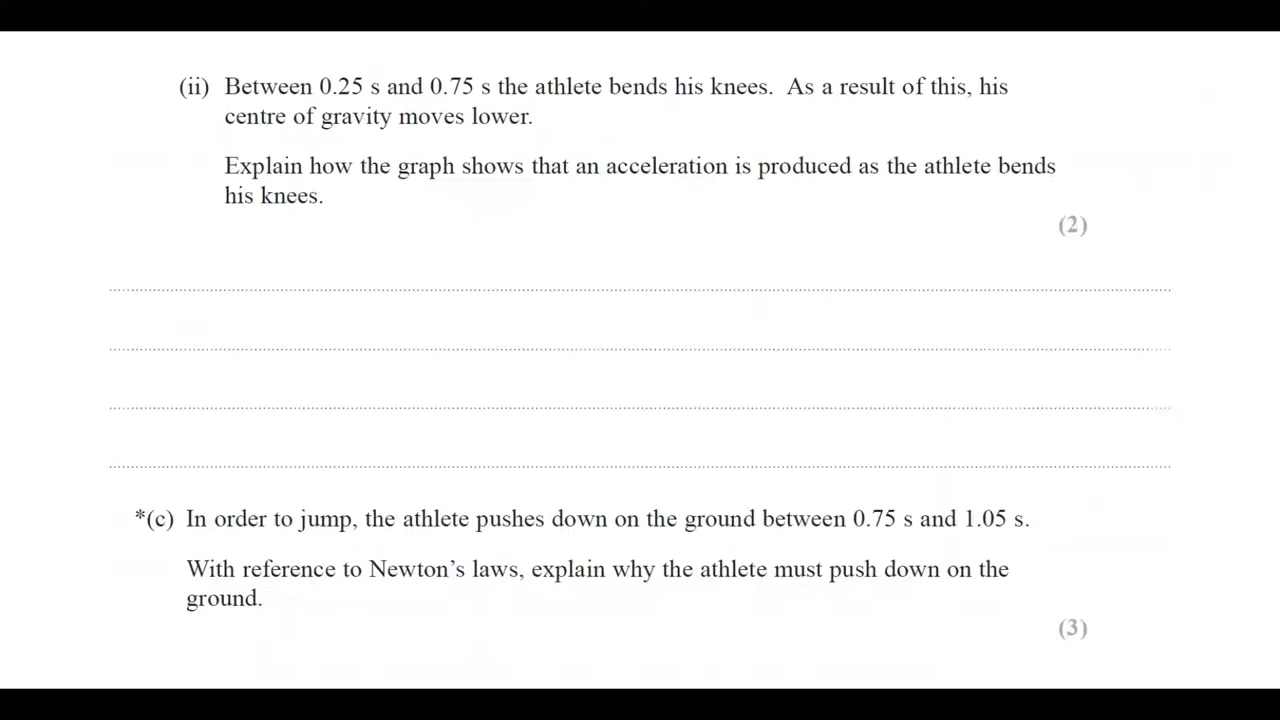 (ii) Between 0.25 s and 0.75 s the athlete bends his knees. As a result of this, his
centre of gravity moves lower.
Explain how the graph shows that an acceleration is produced as the athlete bends
his knees.
(2)
*(c) In order to jump, the athlete pushes down on the ground between 0.75 s and 1.05 s.
With reference to Newton's laws, explain why the athlete must push down on the
ground.
(3)